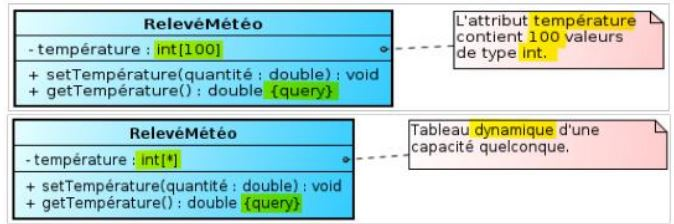 RelevéMétéo
- température : int[100]
+ setTempérature(quantité : double) : void
+ getTempérature() : double {query}
L'attribut température
contient 100 valeurs
de type int.
RelevéMétéo
- température : int[*]
+ setTempérature(quantité : double) : void
+ getTempérature() : double {query}
Tableau dynamique d'une
capacité quelconque.